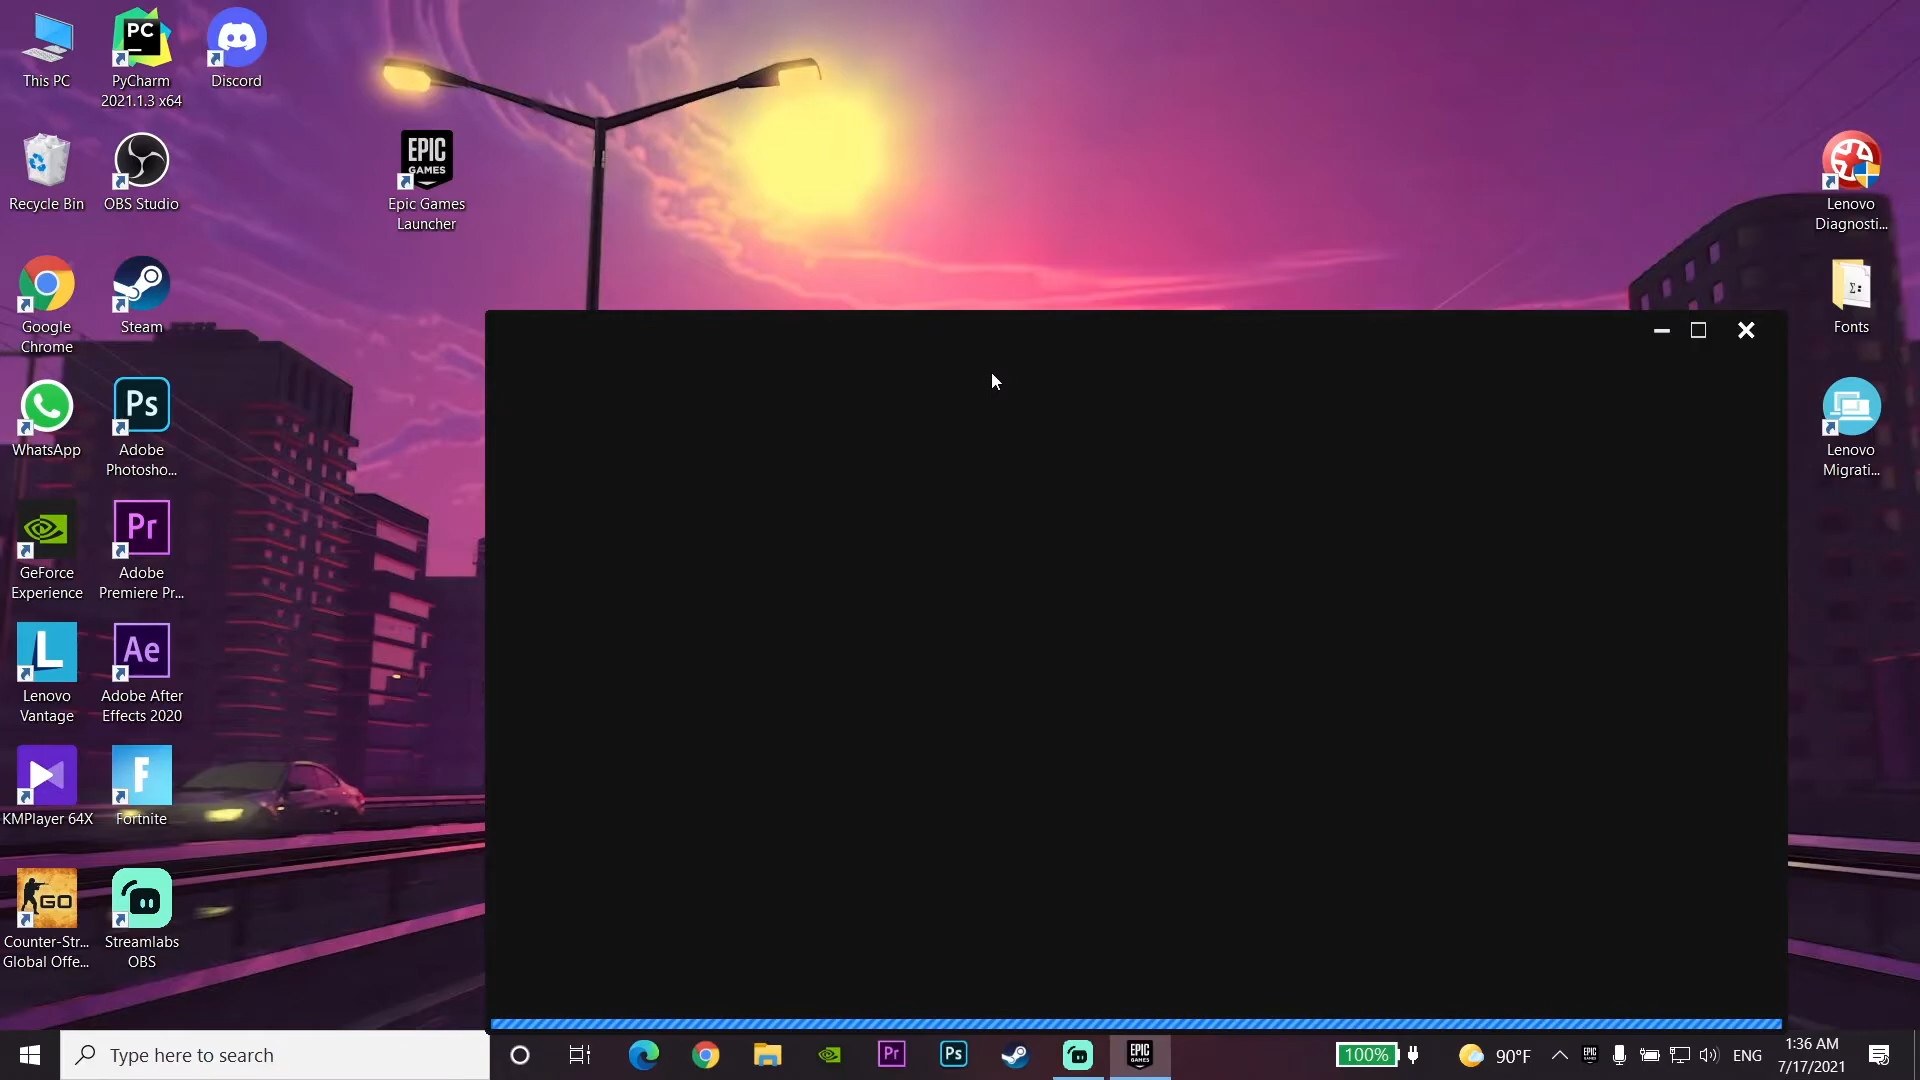 This PC
PC
PyCharm
2021.1.3 x64
Discord
Recycle Bin
OBS Studio
EPIC
GAMES
Epic Games
Launcher
Google
Chrome
Steam
WhatsApp
Ps
Adobe
Photosho...
GeForce
Experience
Pr
Adobe
Premiere Pr...
L
Lenovo
Vantage
Ae
Adobe After
Effects 2020
KMPlayer 64X
F
Fortnite
GO
Counter-Str...
Global Offe...
Streamlabs
OBS
Lenovo
Diagnosti...
Fonts
Lenovo
Migrati...
Type here to search
Pr
Ps
EPIC
GAMES
100%
90°F
EPIC
ENG
1:36 AM
7/17/2021